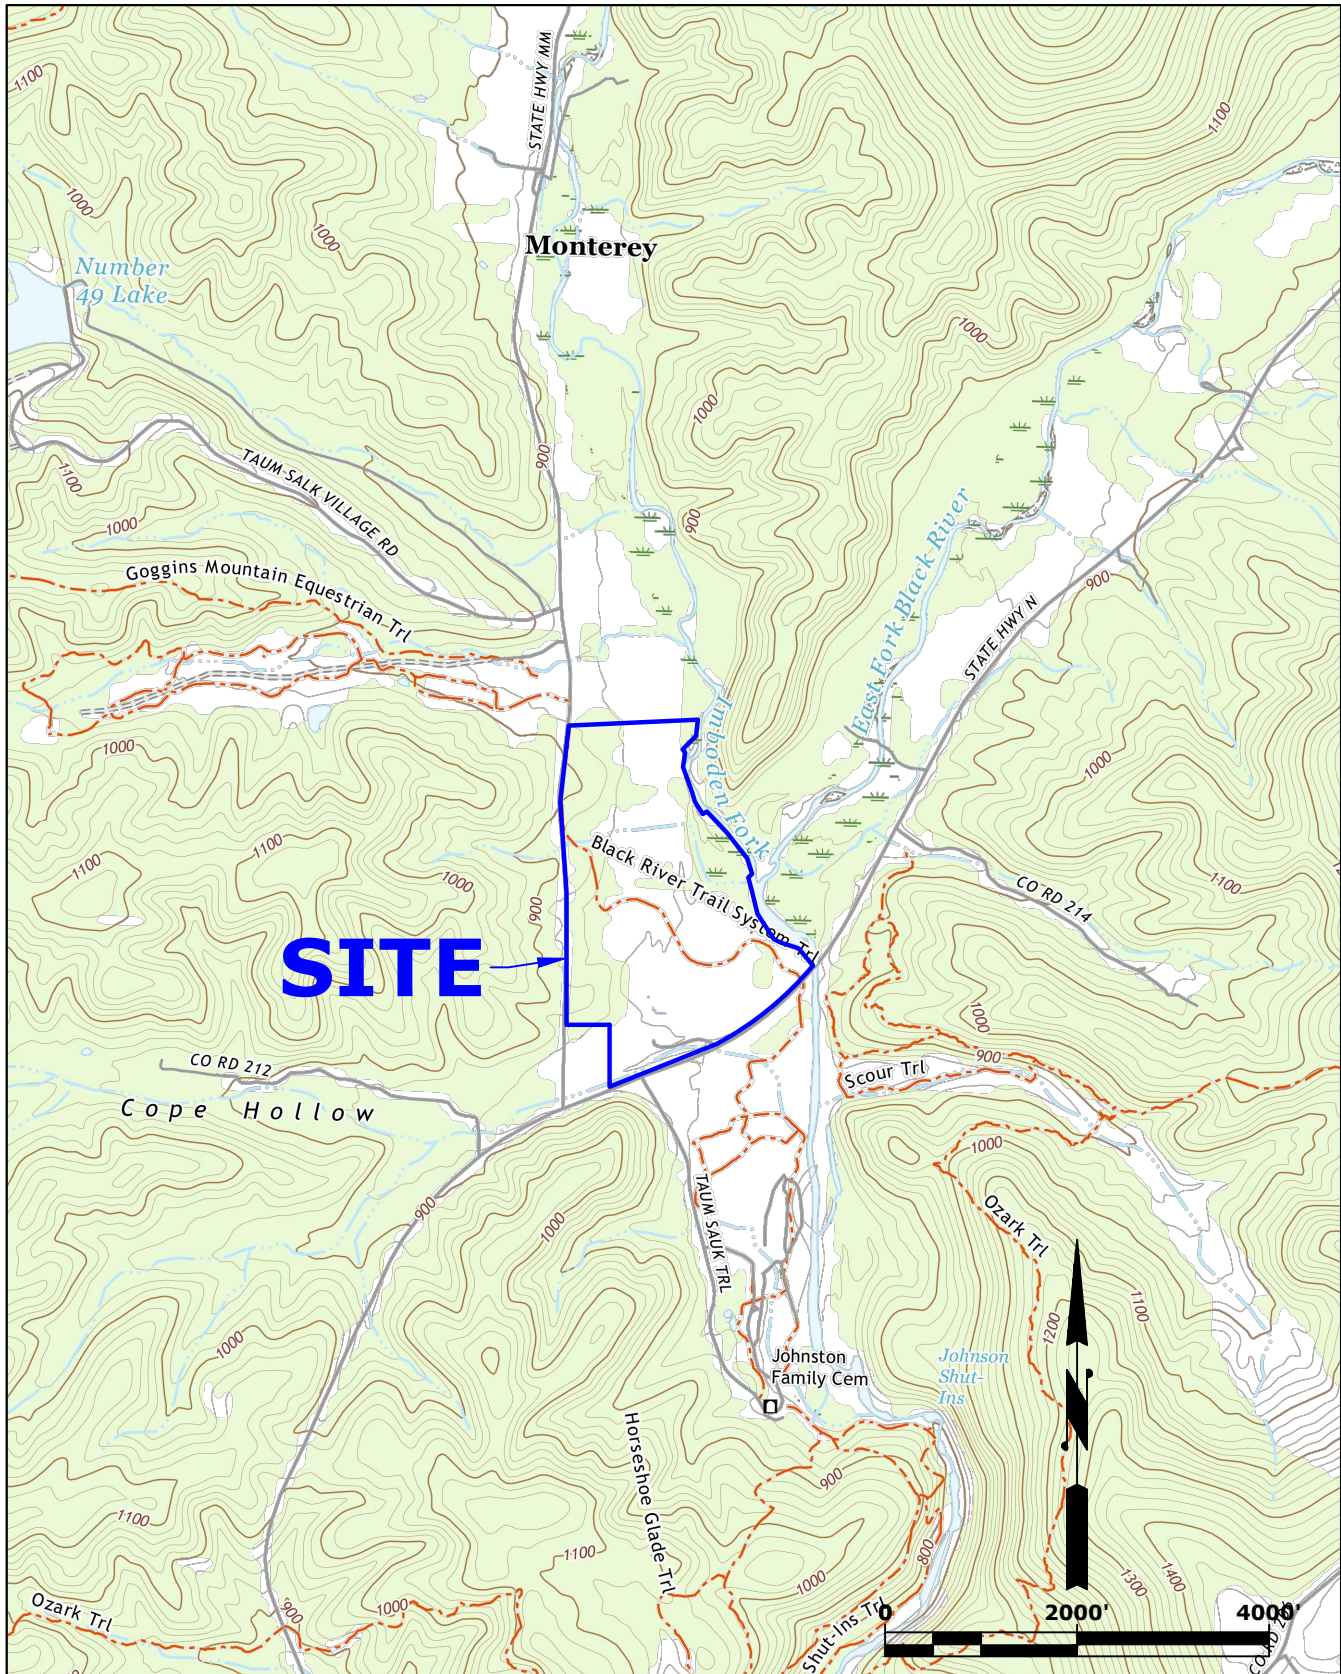 1100
STATE HWY MM
1100
1000
1000
Monterey
Number
49 Lake
1000
1000
900
TAUM SALK VILLAGE RD
1100
1000
900
East Fork Black River
Goggins Mountain Equestrian Trl
900
STATE HWY N
Imboden Fork
1000
1000
1100
1100
1000
Black River Trail System Trl
CO RD 214
1100
900
SITE
1000
900
CO RD 212
Scour Trl
Cope Hollow
1000
900
TAUM SAUK TRL
Ozark Trl
1000
1100
1200
1000
Johnston
Family Cem
Johnson
Shut-
Ins
Horseshoe Glade Trl
900
1100
1100
800
1000
1300
1400
Ozark Trl
900
1000
Shut-Ins Trl
0
2000'
4000'
N
CO RD